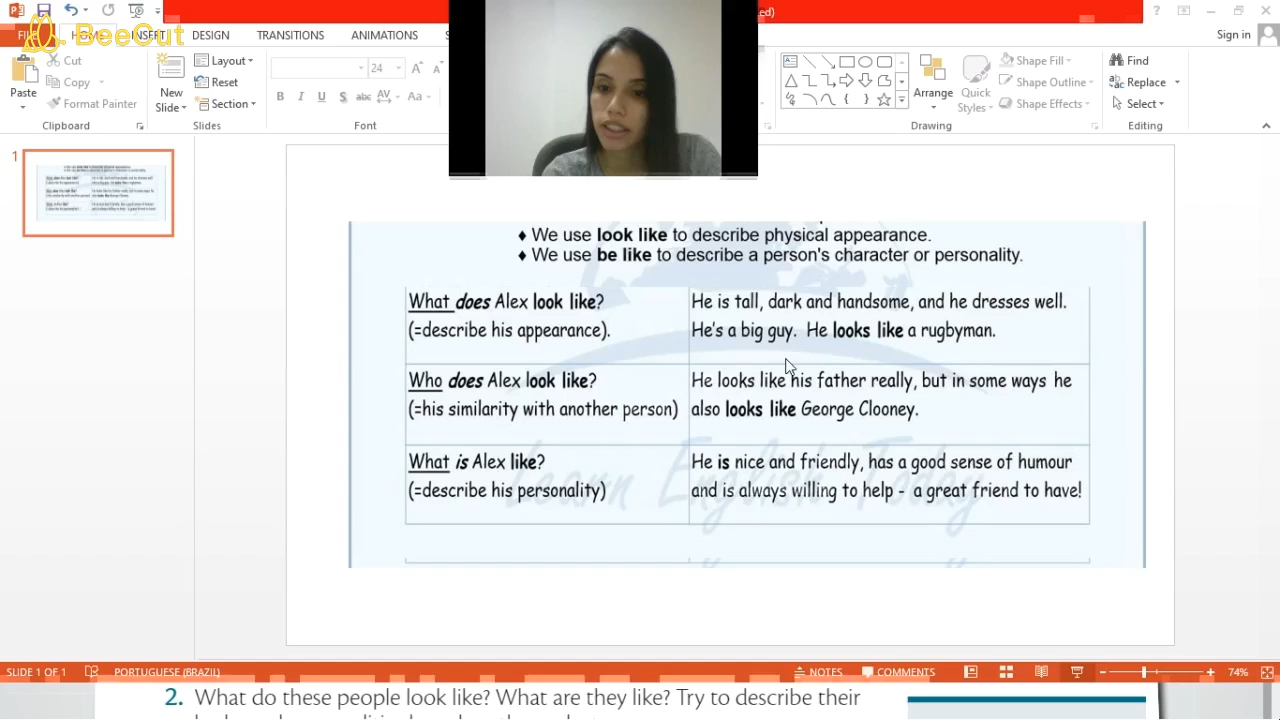 ed)
Sign in
FILE
HOME
INSERT
DESIGN
TRANSITIONS
ANIMATIONS
BeeCut
Paste
Cut
Copy
Format Painter
Clipboard
New
Slide
Layout
Reset
Section
Slides
24
B I U S abc AV Aa
Font
Arrange
Quick
Styles
Shape Fill
Shape Outline
Shape Effects
Drawing
Find
Replace
Select
Editing
1
♦ We use look like to describe physical appearance.
♦ We use be like to describe a person's character or personality.
What does Alex look like?
(=describe his appearance).
He is tall, dark and handsome, and he dresses well.
He's a big guy. He looks like a rugbyman.
Who does Alex look like?
(=his similarity with another person)
He looks like his father really, but in some ways he
also looks like George Clooney.
What is Alex like?
(=describe his personality)
He is nice and friendly, has a good sense of humour
and is always willing to help - a great friend to have!
Learn English Today
SLIDE 1 OF 1
PORTUGUESE (BRAZIL)
NOTES
COMMENTS
74%
2. What do these people look like? What are they like? Try to describe their